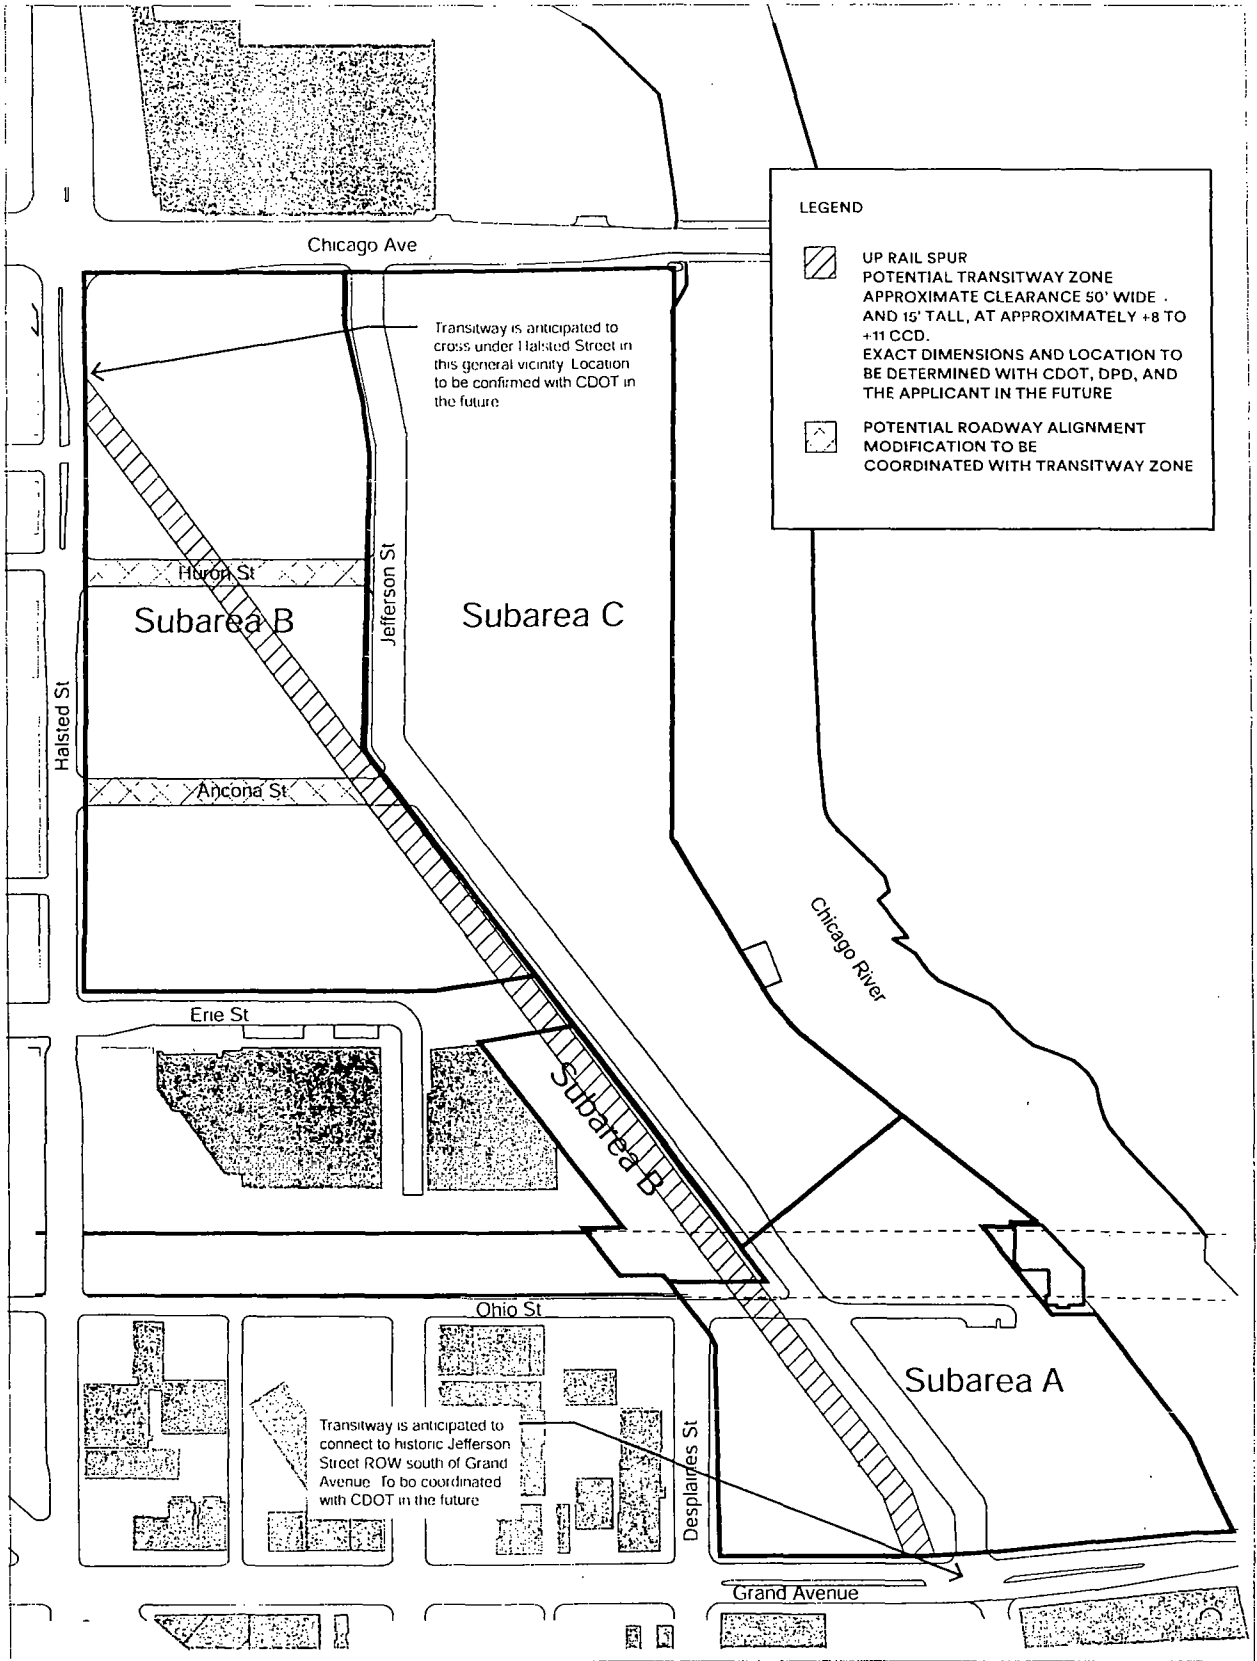 Chicago Ave
LEGEND
UP RAIL SPUR
POTENTIAL TRANSITWAY ZONE
APPROXIMATE CLEARANCE 50' WIDE
AND 15' TALL, AT APPROXIMATELY +8 TO
+11 CCD.
EXACT DIMENSIONS AND LOCATION TO
BE DETERMINED WITH CDOT, DPD, AND
THE APPLICANT IN THE FUTURE
POTENTIAL ROADWAY ALIGNMENT
MODIFICATION TO BE
COORDINATED WITH TRANSITWAY ZONE
Transitway is anticipated to
cross under Halsted Street in
this general vicinity Location
to be confirmed with CDOT in
the future
Huron St
Jefferson St
Subarea B
Subarea C
Halsted St
Ancona St
Chicago River
Erie St
Subarea B
Ohio St
Subarea A
Transitway is anticipated to
connect to historic Jefferson
Street ROW south of Grand
Avenue To be coordinated
with CDOT in the future
Desplaines St
Grand Avenue